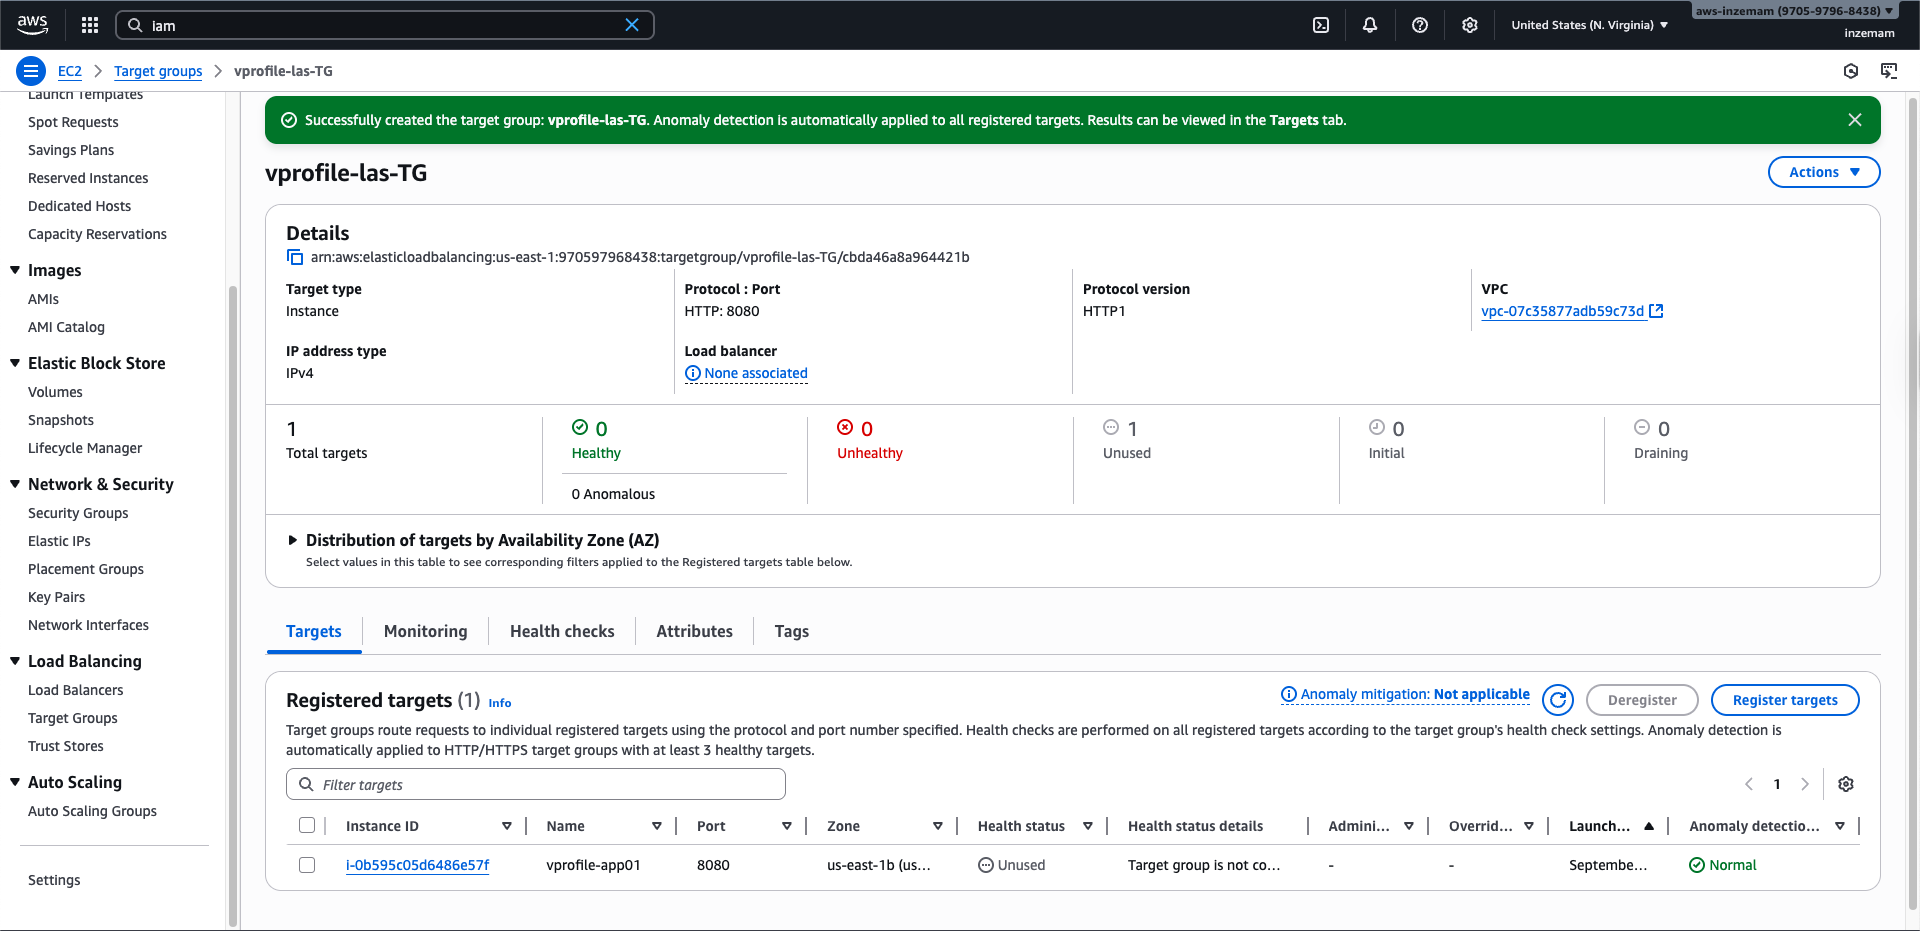 aws
iam
United States (N. Virginia)
aws-inzemam (9705-9796-8438)
inzemam
EC2
Target groups
vprofile-las-TG
Launch Templates
Spot Requests
Savings Plans
Reserved Instances
Dedicated Hosts
Capacity Reservations
Images
AMIs
AMI Catalog
Elastic Block Store
Volumes
Snapshots
Lifecycle Manager
Network & Security
Security Groups
Elastic IPs
Placement Groups
Key Pairs
Network Interfaces
Load Balancing
Load Balancers
Target Groups
Trust Stores
Auto Scaling
Auto Scaling Groups
Settings
Successfully created the target group: vprofile-las-TG. Anomaly detection is automatically applied to all registered targets. Results can be viewed in the Targets tab.
vprofile-las-TG
Actions
Details
arn:aws:elasticloadbalancing:us-east-1:970597968438:targetgroup/vprofile-las-TG/cbda46a8a964421b
Target type
Instance
Protocol : Port
HTTP: 8080
Protocol version
HTTP1
VPC
vpc-07c35877adb59c73d
IP address type
IPv4
Load balancer
None associated
1
Total targets
0
Healthy
0 Anomalous
0
Unhealthy
1
Unused
0
Initial
0
Draining
Distribution of targets by Availability Zone (AZ)
Select values in this table to see corresponding filters applied to the Registered targets table below.
Targets
Monitoring
Health checks
Attributes
Tags
Registered targets (1) Info
Anomaly mitigation: Not applicable
Deregister
Register targets
Target groups route requests to individual registered targets using the protocol and port number specified. Health checks are performed on all registered targets according to the target group's health check settings. Anomaly detection is
automatically applied to HTTP/HTTPS target groups with at least 3 healthy targets.
Filter targets
1
Instance ID Name Port Zone Health status Health status details Admini... Overrid... Launch... Anomaly detectio...
i-0b595c05d6486e57f vprofile-app01 8080 us-east-1b (us... Unused Target group is not co... - - Septembe... Normal